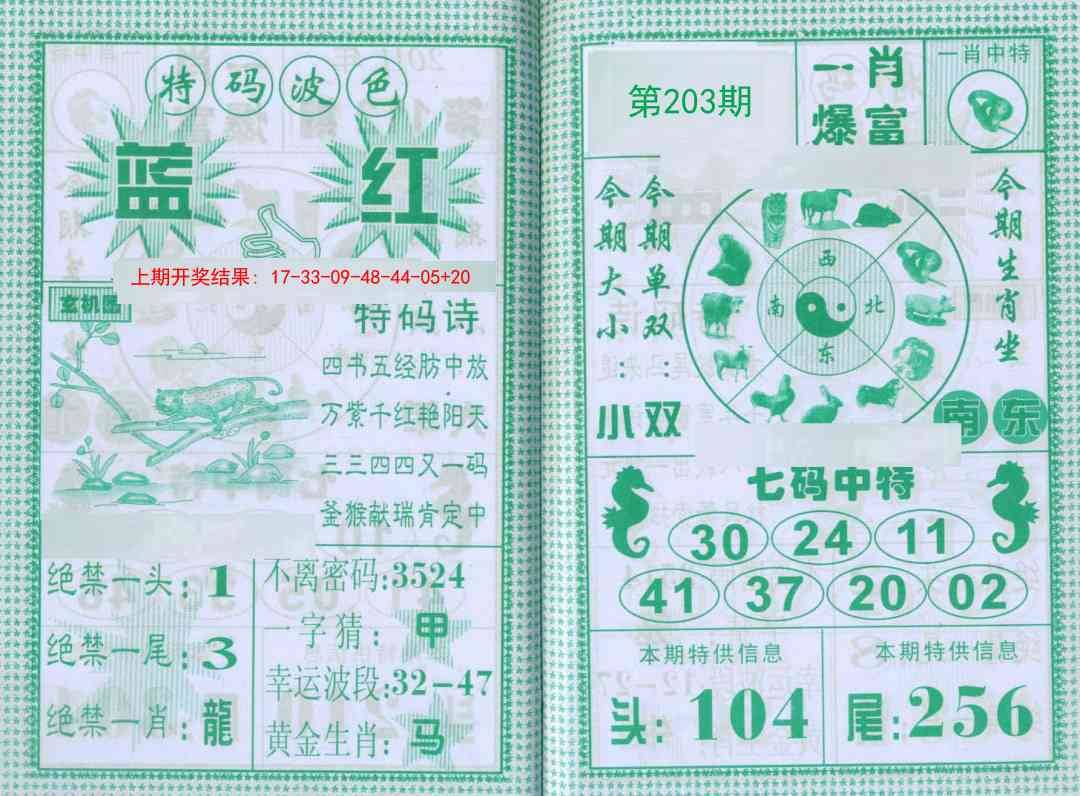 特码波色
蓝 红
上期开奖结果：17-33-09-48-44-05+20
特码诗
四书五经肪中放
万紫千红艳阳天
三三四四又一码
釜猴献瑞肯定中
绝禁一头:1
绝禁一尾:3
绝禁一肖:龍
不离密码:3524
一字猜：甲
幸运波段:32-47
黄金生肖:马
第203期
一肖
爆富
一肖中特
今期大小：小
今期单双：双
西
南 北
东
今期生肖坐
南东
七码中特
30 24 11
41 37 20 02
本期特供信息
头:104
本期特供信息
尾:256